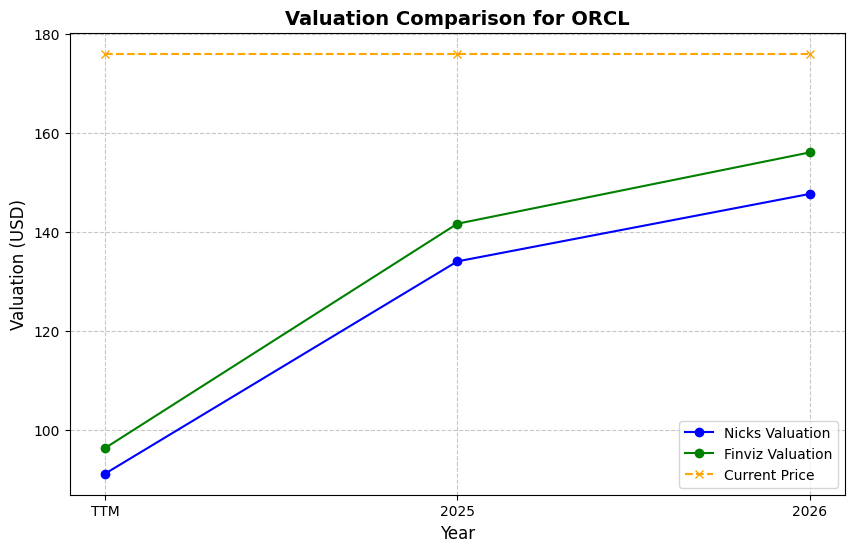 Valuation Comparison for ORCL
Valuation (USD)
180
160
140
120
100
TTM
2025
2026
Year
Nicks Valuation
Finviz Valuation
Current Price